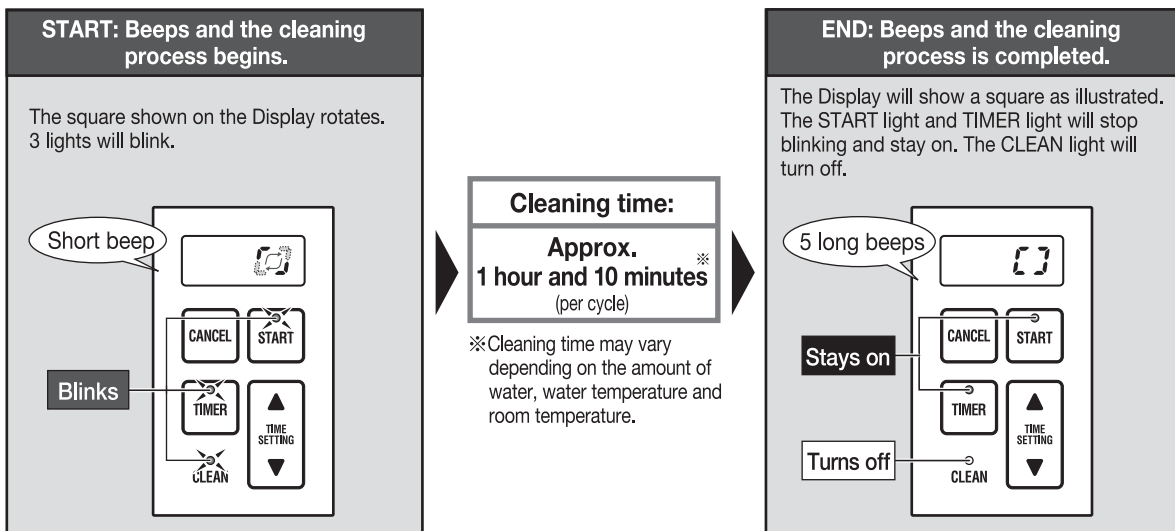 START: Beeps and the cleaning
process begins.
The square shown on the Display rotates.
3 lights will blink.
Short beep
CANCEL
START
Blinks
TIMER
TIME
SETTING
CLEAN
Cleaning time:
Approx.
1 hour and 10 minutes※
(per cycle)
※Cleaning time may vary
depending on the amount of
water, water temperature and
room temperature.
END: Beeps and the cleaning
process is completed.
The Display will show a square as illustrated.
The START light and TIMER light will stop
blinking and stay on. The CLEAN light will
turn off.
5 long beeps
CANCEL
START
Stays on
TIMER
TIME
SETTING
Turns off
CLEAN